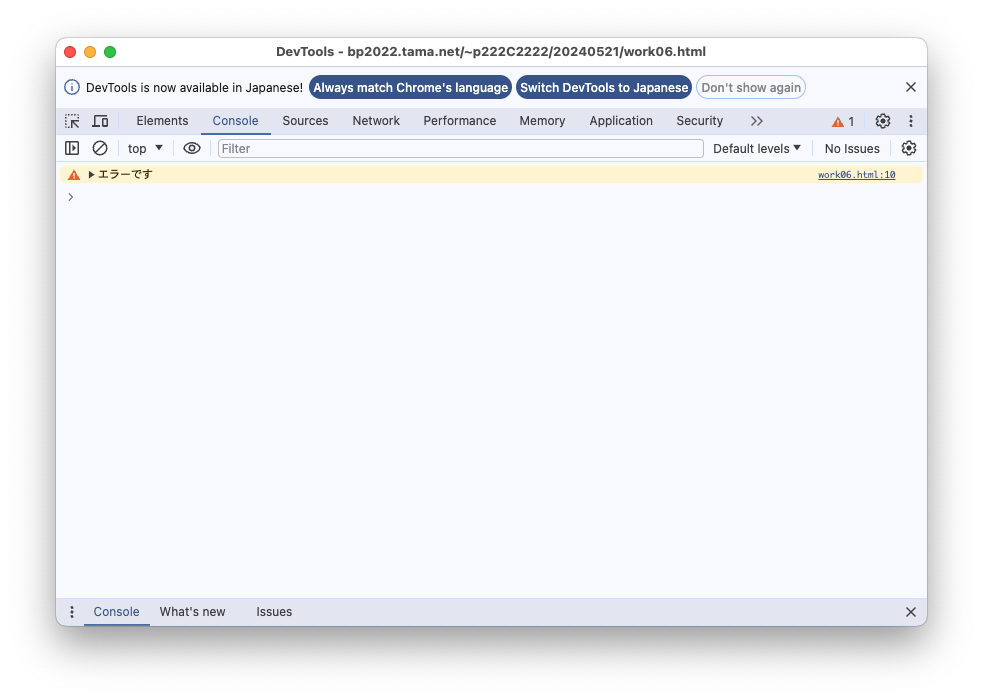 DevTools - bp2022.tama.net/~p222C2222/20240521/work06.html
DevTools is now available in Japanese! Always match Chrome's language Switch DevTools to Japanese Don't show again
Elements Console Sources Network Performance Memory Application Security 1
top Filter Default levels No Issues
エラーです work06.html:10
Console What's new Issues